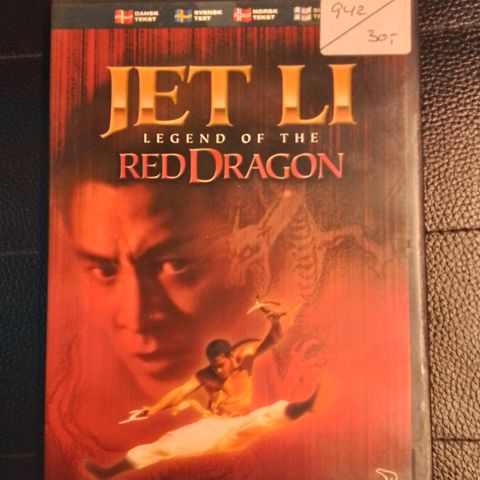 DANSK TEKST
SVENSK TEXT
NORSK TEKST
942
30,-
JET LI
LEGEND OF THE
RED DRAGON